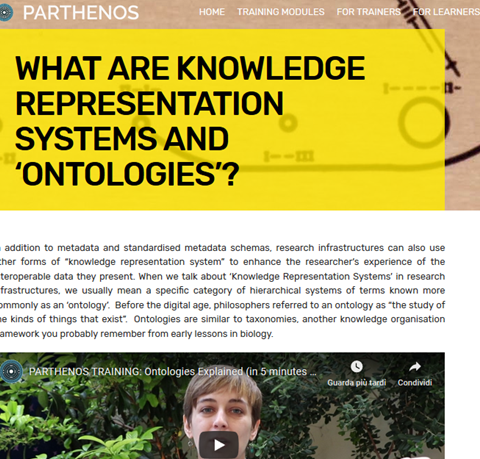 PARTHENOS
HOME TRAINING MODULES FOR TRAINERS FOR LEARNERS
WHAT ARE KNOWLEDGE
REPRESENTATION
SYSTEMS AND
‘ONTOLOGIES’?
addition to metadata and standardised metadata schemas, research infrastructures can also use
ther forms of “knowledge representation system” to enhance the researcher's experience of the
teroperable data they present. When we talk about ‘Knowledge Representation Systems’ in research
frastructures, we usually mean a specific category of hierarchical systems of terms known more
ommonly as an ‘ontology’. Before the digital age, philosophers referred to an ontology as “the study of
e kinds of things that exist”. Ontologies are similar to taxonomies, another knowledge organisation
amework you probably remember from early lessons in biology.
PARTHENOS TRAINING: Ontologies Explained (in 5 minutes ...
Guarda più tardi Condividi